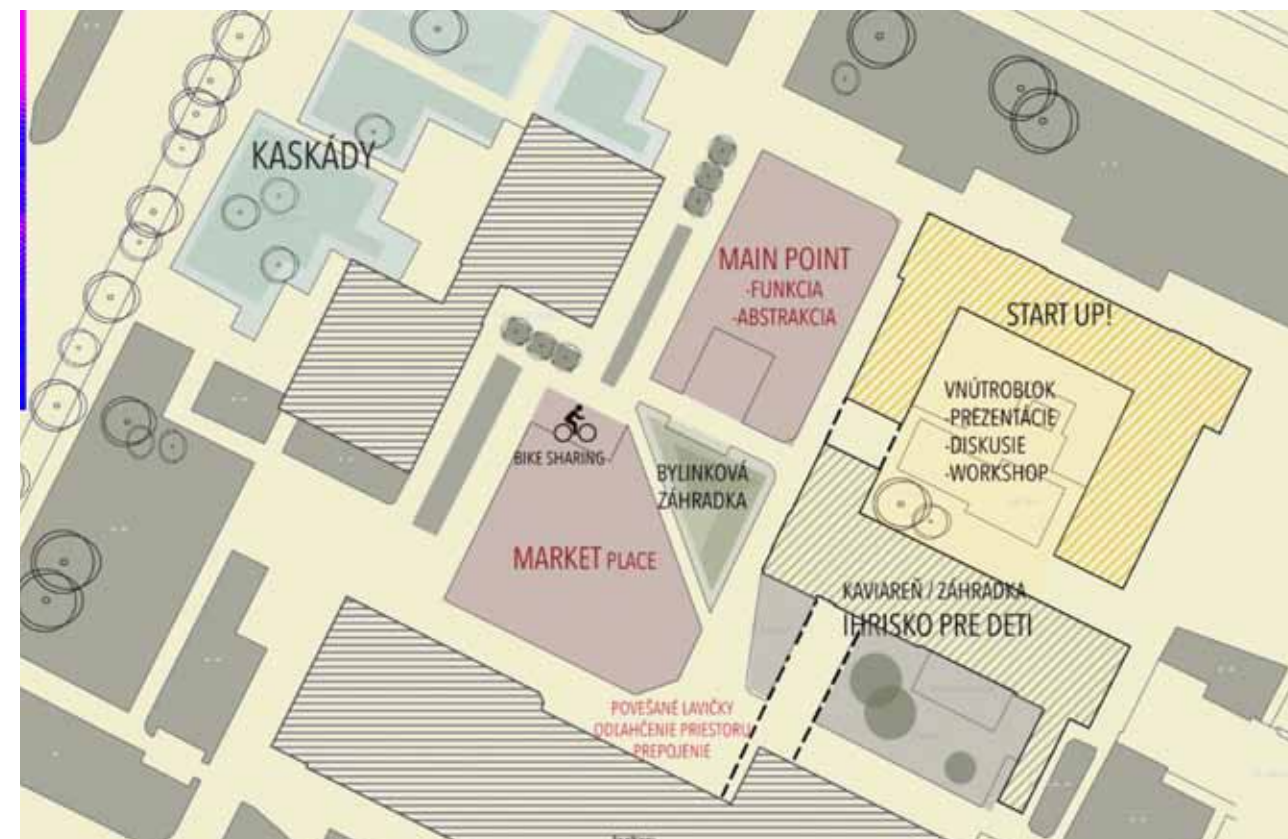 KASKÁDY
MAIN POINT
-FUNKCIA
-ABSTRAKCIA
START UP!
VNÚTROBLOK
-PREZENTÁCIE
-DISKUSIE
-WORKSHOP
BIKE SHARING
BYLINKOVÁ
ZÁHRADKA
MARKET PLACE
KAVIAREŇ / ZÁHRADKA
IHRISKO PRE DETI
POVEŠANÉ LAVIČKY
ODĽAHČENIE PRIESTORU
PREPOJENIE